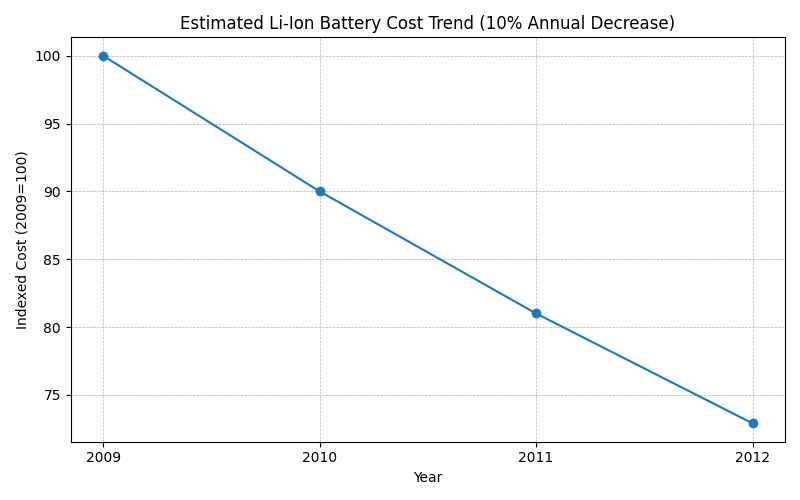 Estimated Li-Ion Battery Cost Trend (10% Annual Decrease)
100
95
90
85
80
75
Indexed Cost (2009=100)
2009 2010 2011 2012
Year